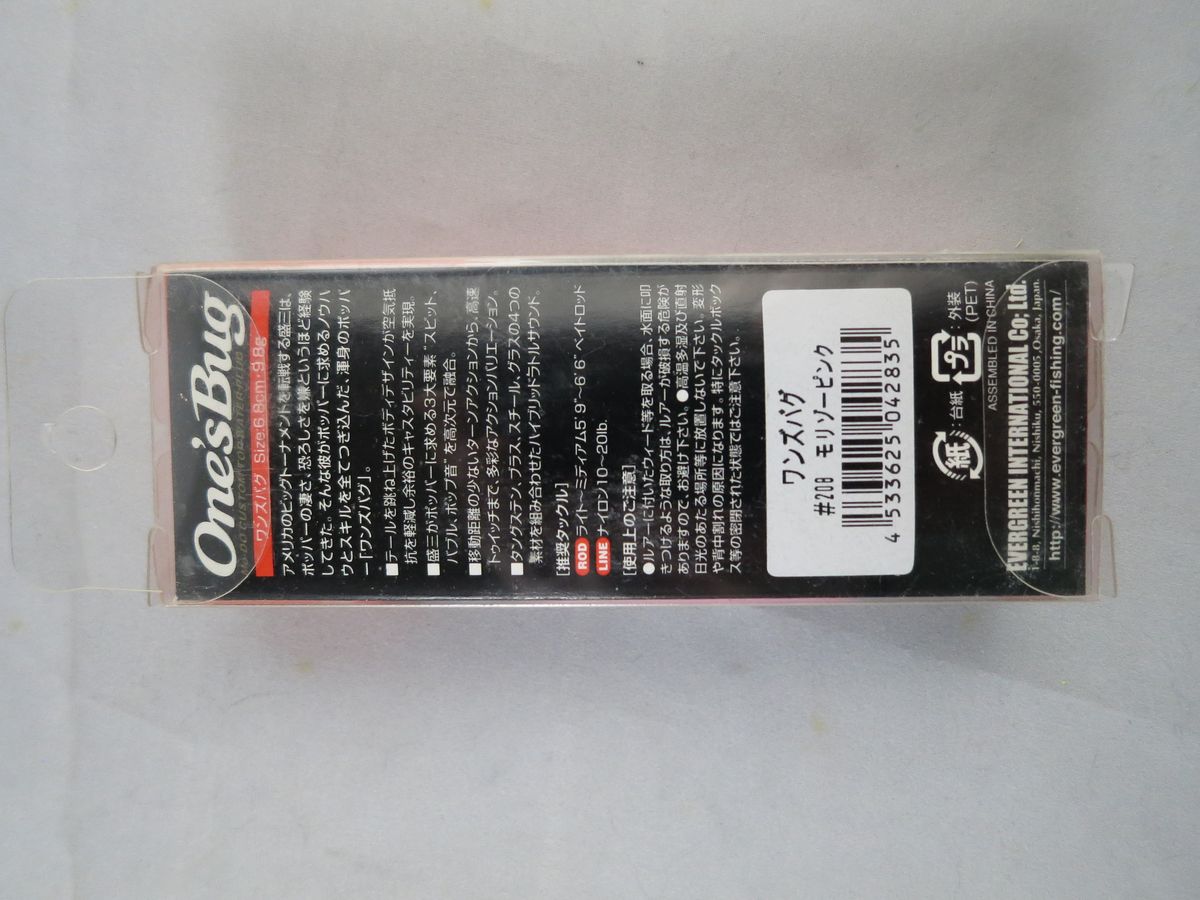 One's Bug
ワンズバグ Size:6.8cm・9.8g
アメリカのビッグトーナメントを転戦する盛三は、
ポッパーの凄さ、恐ろしさを嫌というほど経験
してきた。そんな彼がポッパーに求めるノウハ
ウとスキルを全てつぎ込んだ、渾身のポッパ
ー「ワンズバグ」。
■テールを跳ね上げたボディデザインが空気抵
抗を軽減し余裕のキャスタビリティーを実現。
■盛三がポッパーに求める3大要素“スピット、
バブル、ポップ音”を高次元で融合。
■移動距離の少ないターンアクションから、高速
トゥイッチまで、多彩なアクションバリエーション。
■タングステン、ブラス、スチール、グラスの4つの
素材を組み合わせたハイブリッドラトルサウンド。
[推奨タックル]
ROD ライト〜ミディアム5'9"〜6'6"ベイトロッド
LINE ナイロン10〜20lb.
[使用上のご注意]
●ルアーに付いたウィード等を取る場合、水面に叩
きつけるような取り方は、ルアーが破損する危険が
ありますので、お避け下さい。●高温多湿及び直射
日光のあたる場所等に放置しないで下さい。変形
や背中割れの原因になります。特にタックルボック
ス等の密閉された状態ではご注意下さい。
ワンズバグ
#208 モリゾーピンク
4 533625 042835
紙 :台紙 プラ :外装
(PET)
ASSEMBLED IN CHINA
EVERGREEN INTERNATIONAL Co; Ltd.
1-8-8, Nishihonmachi, Nishiku, 550-0005, Osaka, Japan.
http://www.evergreen-fishing.com/